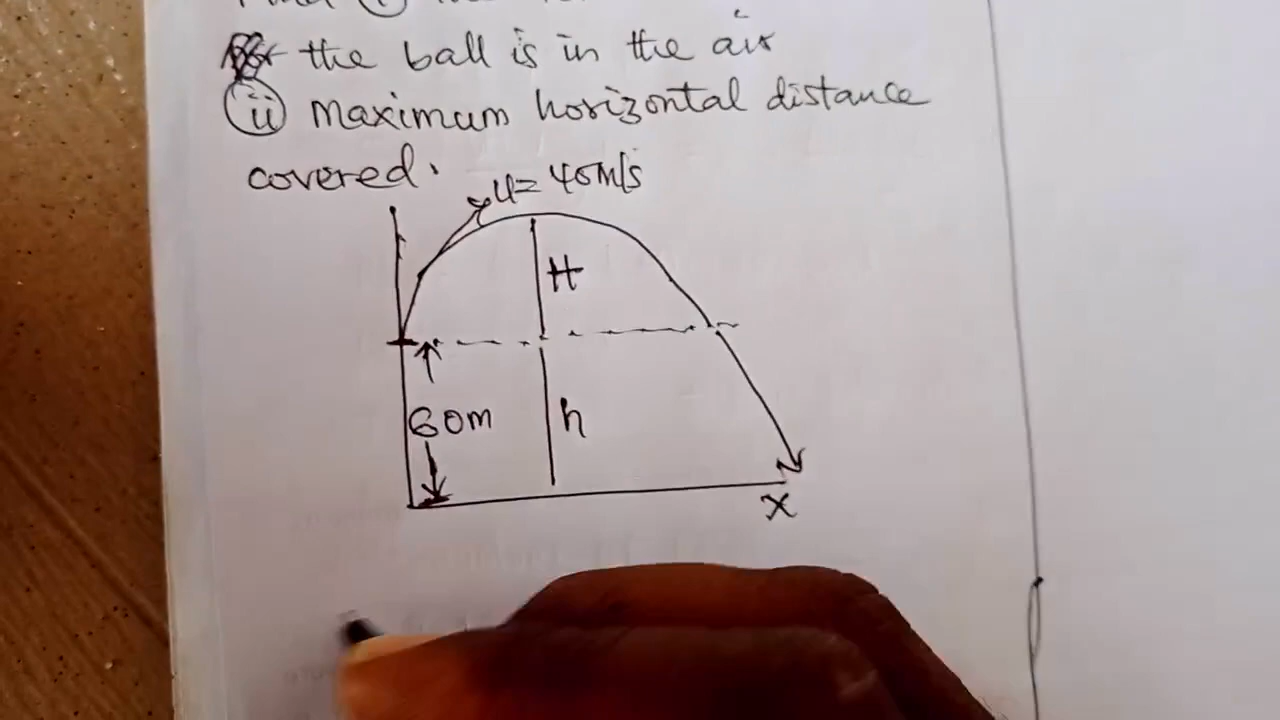 the ball is in the air
(ii) maximum horizontal distance
covered.
u= 40m/s
H
60m
h
X